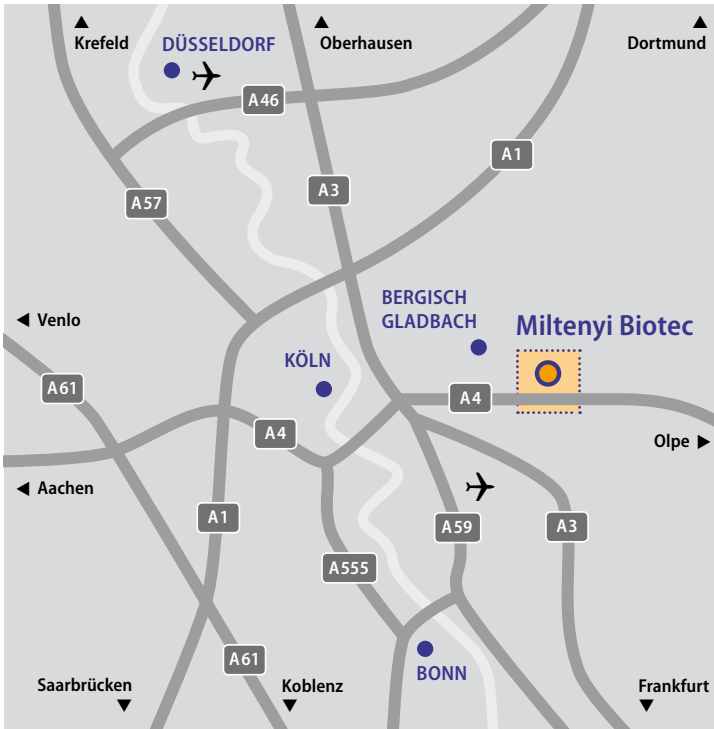 Krefeld
DÜSSELDORF
Oberhausen
Dortmund
A46
A1
A3
A57
BERGISCH
GLADBACH
Venlo
Miltenyi Biotec
KÖLN
A61
A4
A4
Olpe
Aachen
A1
A59
A3
A555
A61
BONN
Saarbrücken
Koblenz
Frankfurt